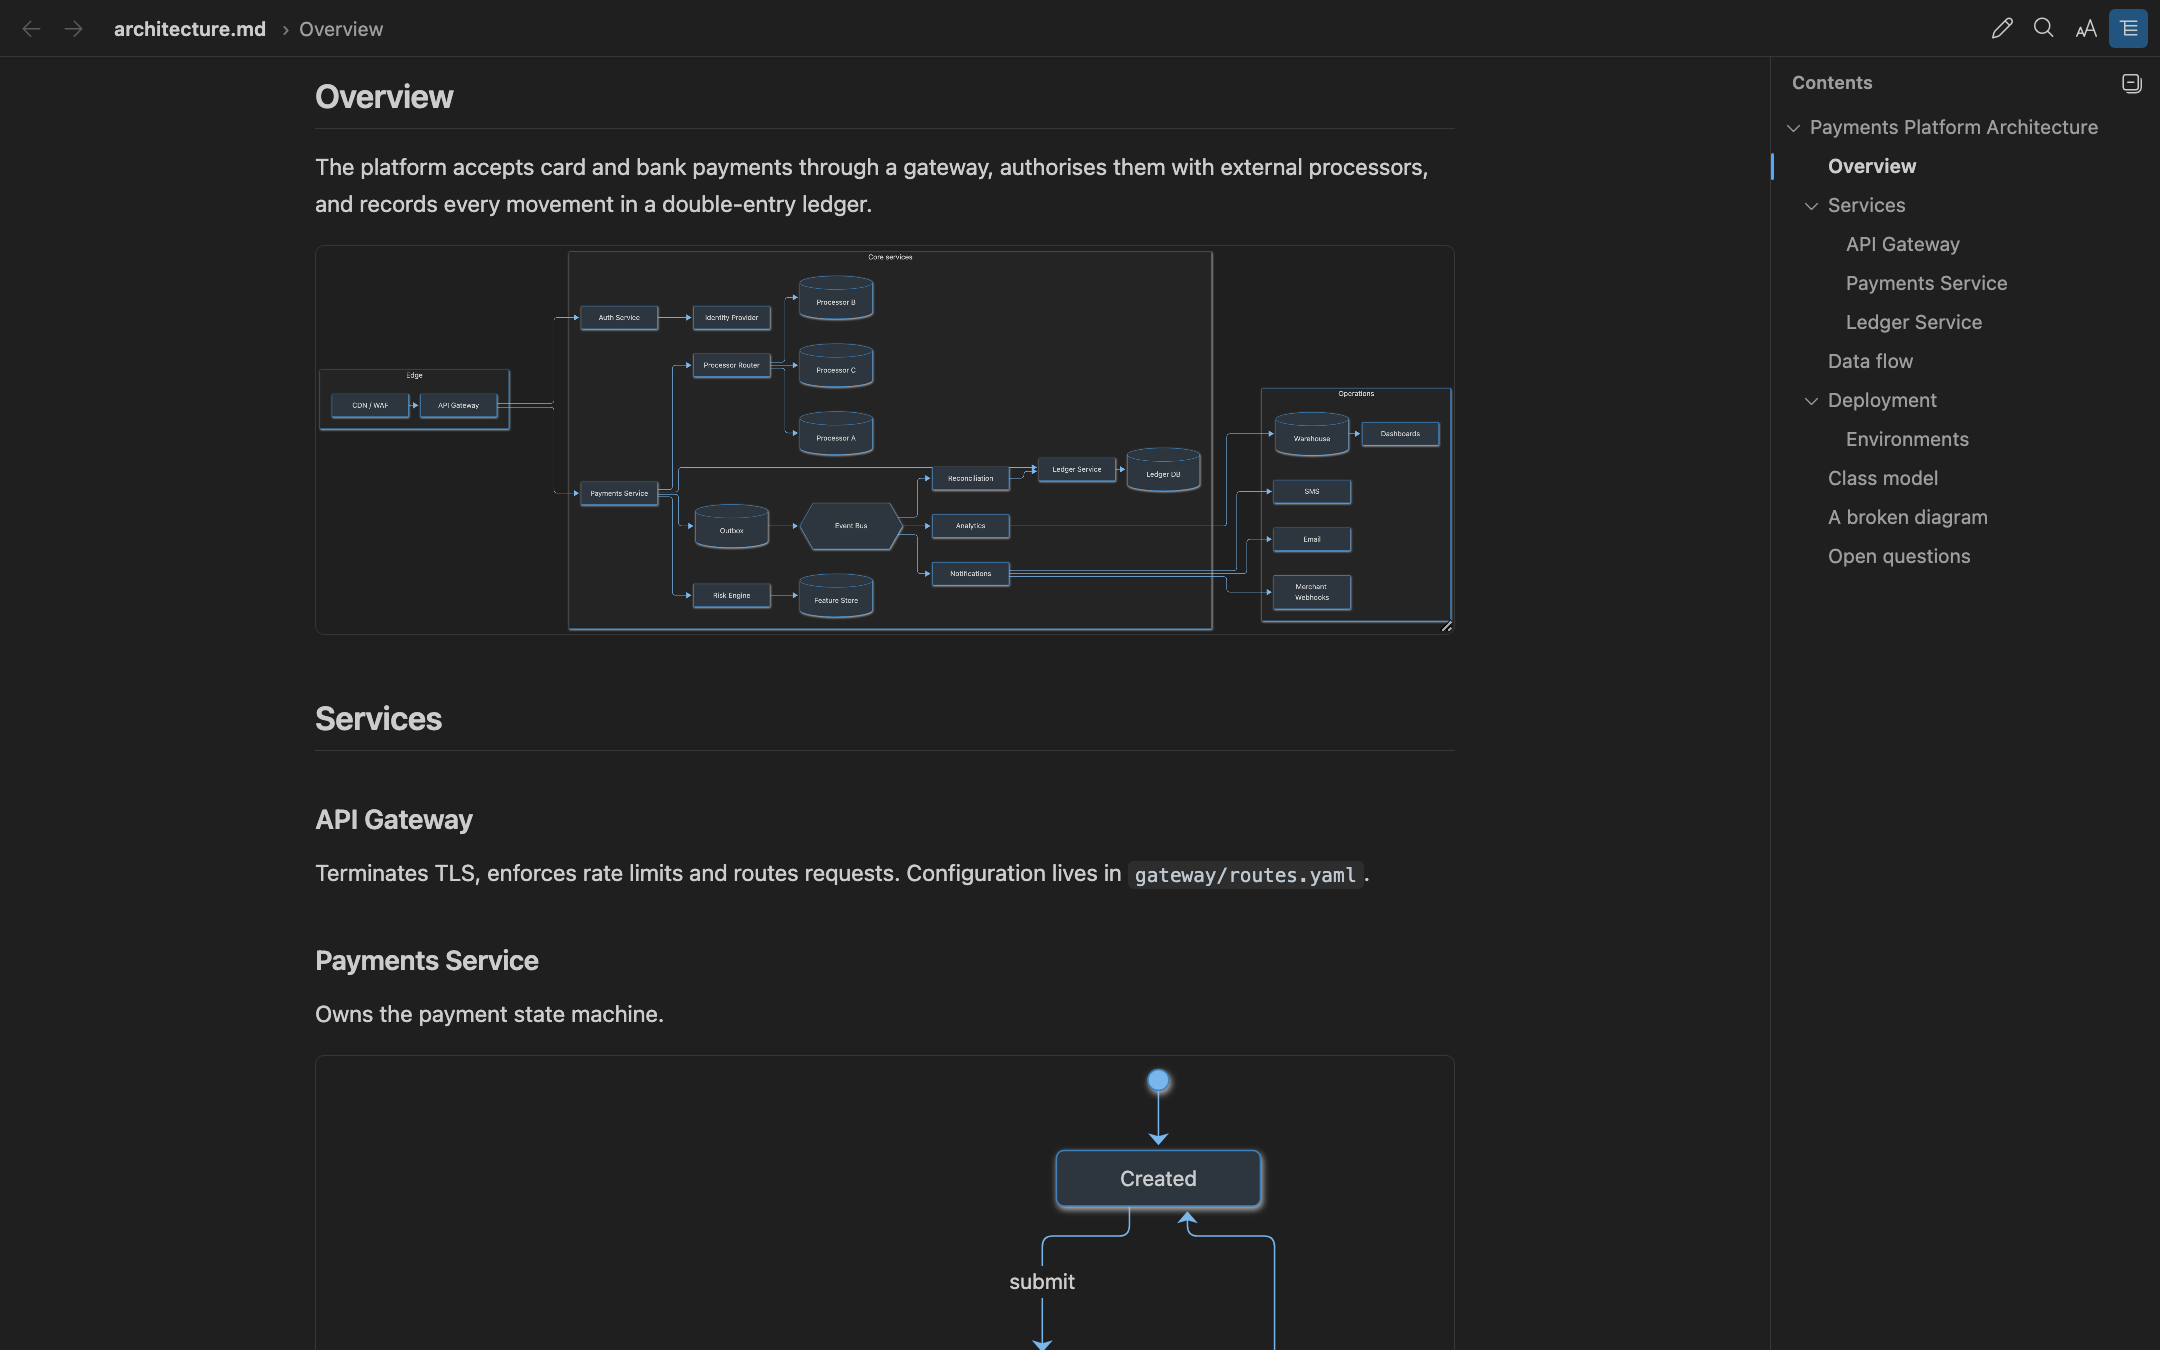 architecture.md › Overview
Overview
The platform accepts card and bank payments through a gateway, authorises them with external processors,
and records every movement in a double-entry ledger.
Core services
Processor B
Auth Service
Identity Provider
Processor Router
Processor C
Edge
CDN / WAF
API Gateway
Processor A
Operations
Warehouse
Dashboards
Payments Service
Reconciliation
Ledger Service
Ledger DB
SMS
Outbox
Event Bus
Analytics
Email
Notifications
Risk Engine
Feature Store
Merchant
Webhooks
Services
API Gateway
Terminates TLS, enforces rate limits and routes requests. Configuration lives in gateway/routes.yaml.
Payments Service
Owns the payment state machine.
Created
submit
AA
Contents
Payments Platform Architecture
Overview
Services
API Gateway
Payments Service
Ledger Service
Data flow
Deployment
Environments
Class model
A broken diagram
Open questions